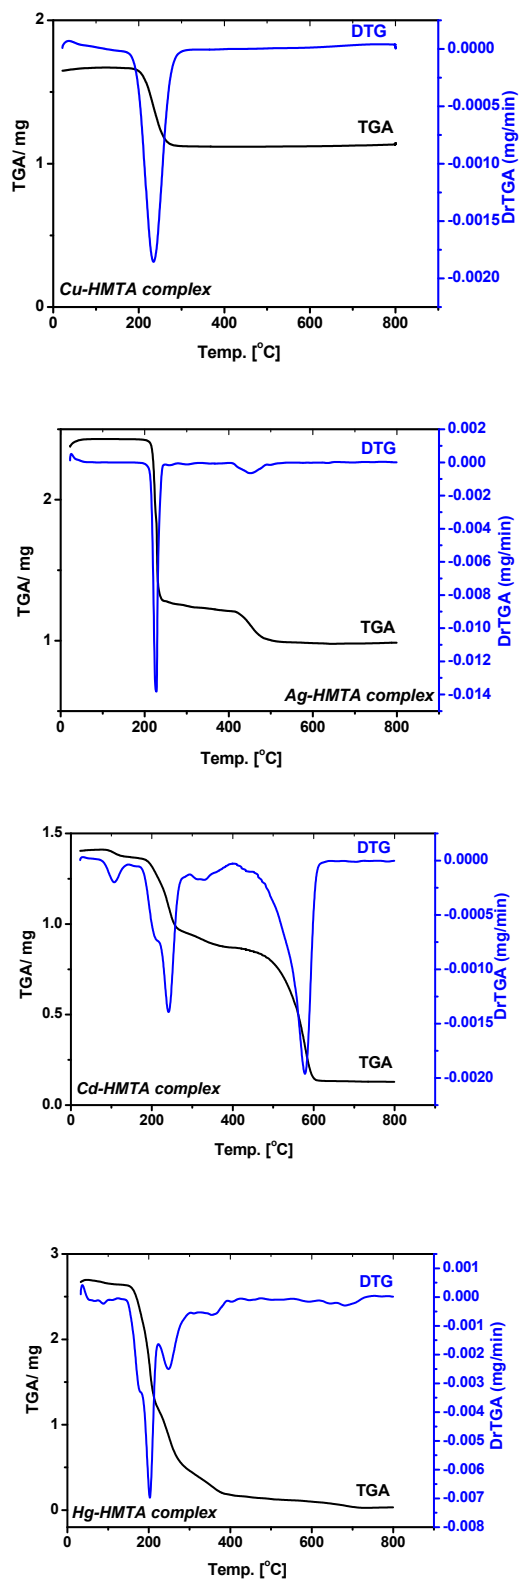 2
DTG
0.0000
-0.0005
TGA
1
-0.0010
-0.0015
-0.0020
0
Cu-HMTA complex
TGA/ mg
DrTGA (mg/min)
0 200 400 600 800
Temp. [°C]
0.002
DTG
0.000
-0.002
2
-0.004
-0.006
-0.008
1
TGA
-0.010
-0.012
-0.014
Ag-HMTA complex
TGA/ mg
DrTGA (mg/min)
0 200 400 600 800
Temp. [°C]
1.5
DTG
0.0000
1.0
-0.0005
-0.0010
0.5
-0.0015
TGA
-0.0020
Cd-HMTA complex
0.0
TGA/ mg
DrTGA (mg/min)
0 200 400 600 800
Temp. [°C]
3
0.001
DTG
0.000
-0.001
2
-0.002
-0.003
1
-0.004
-0.005
-0.006
TGA
0
-0.007
Hg-HMTA complex
-0.008
TGA/ mg
DrTGA (mg/min)
0 200 400 600 800
Temp. [°C]